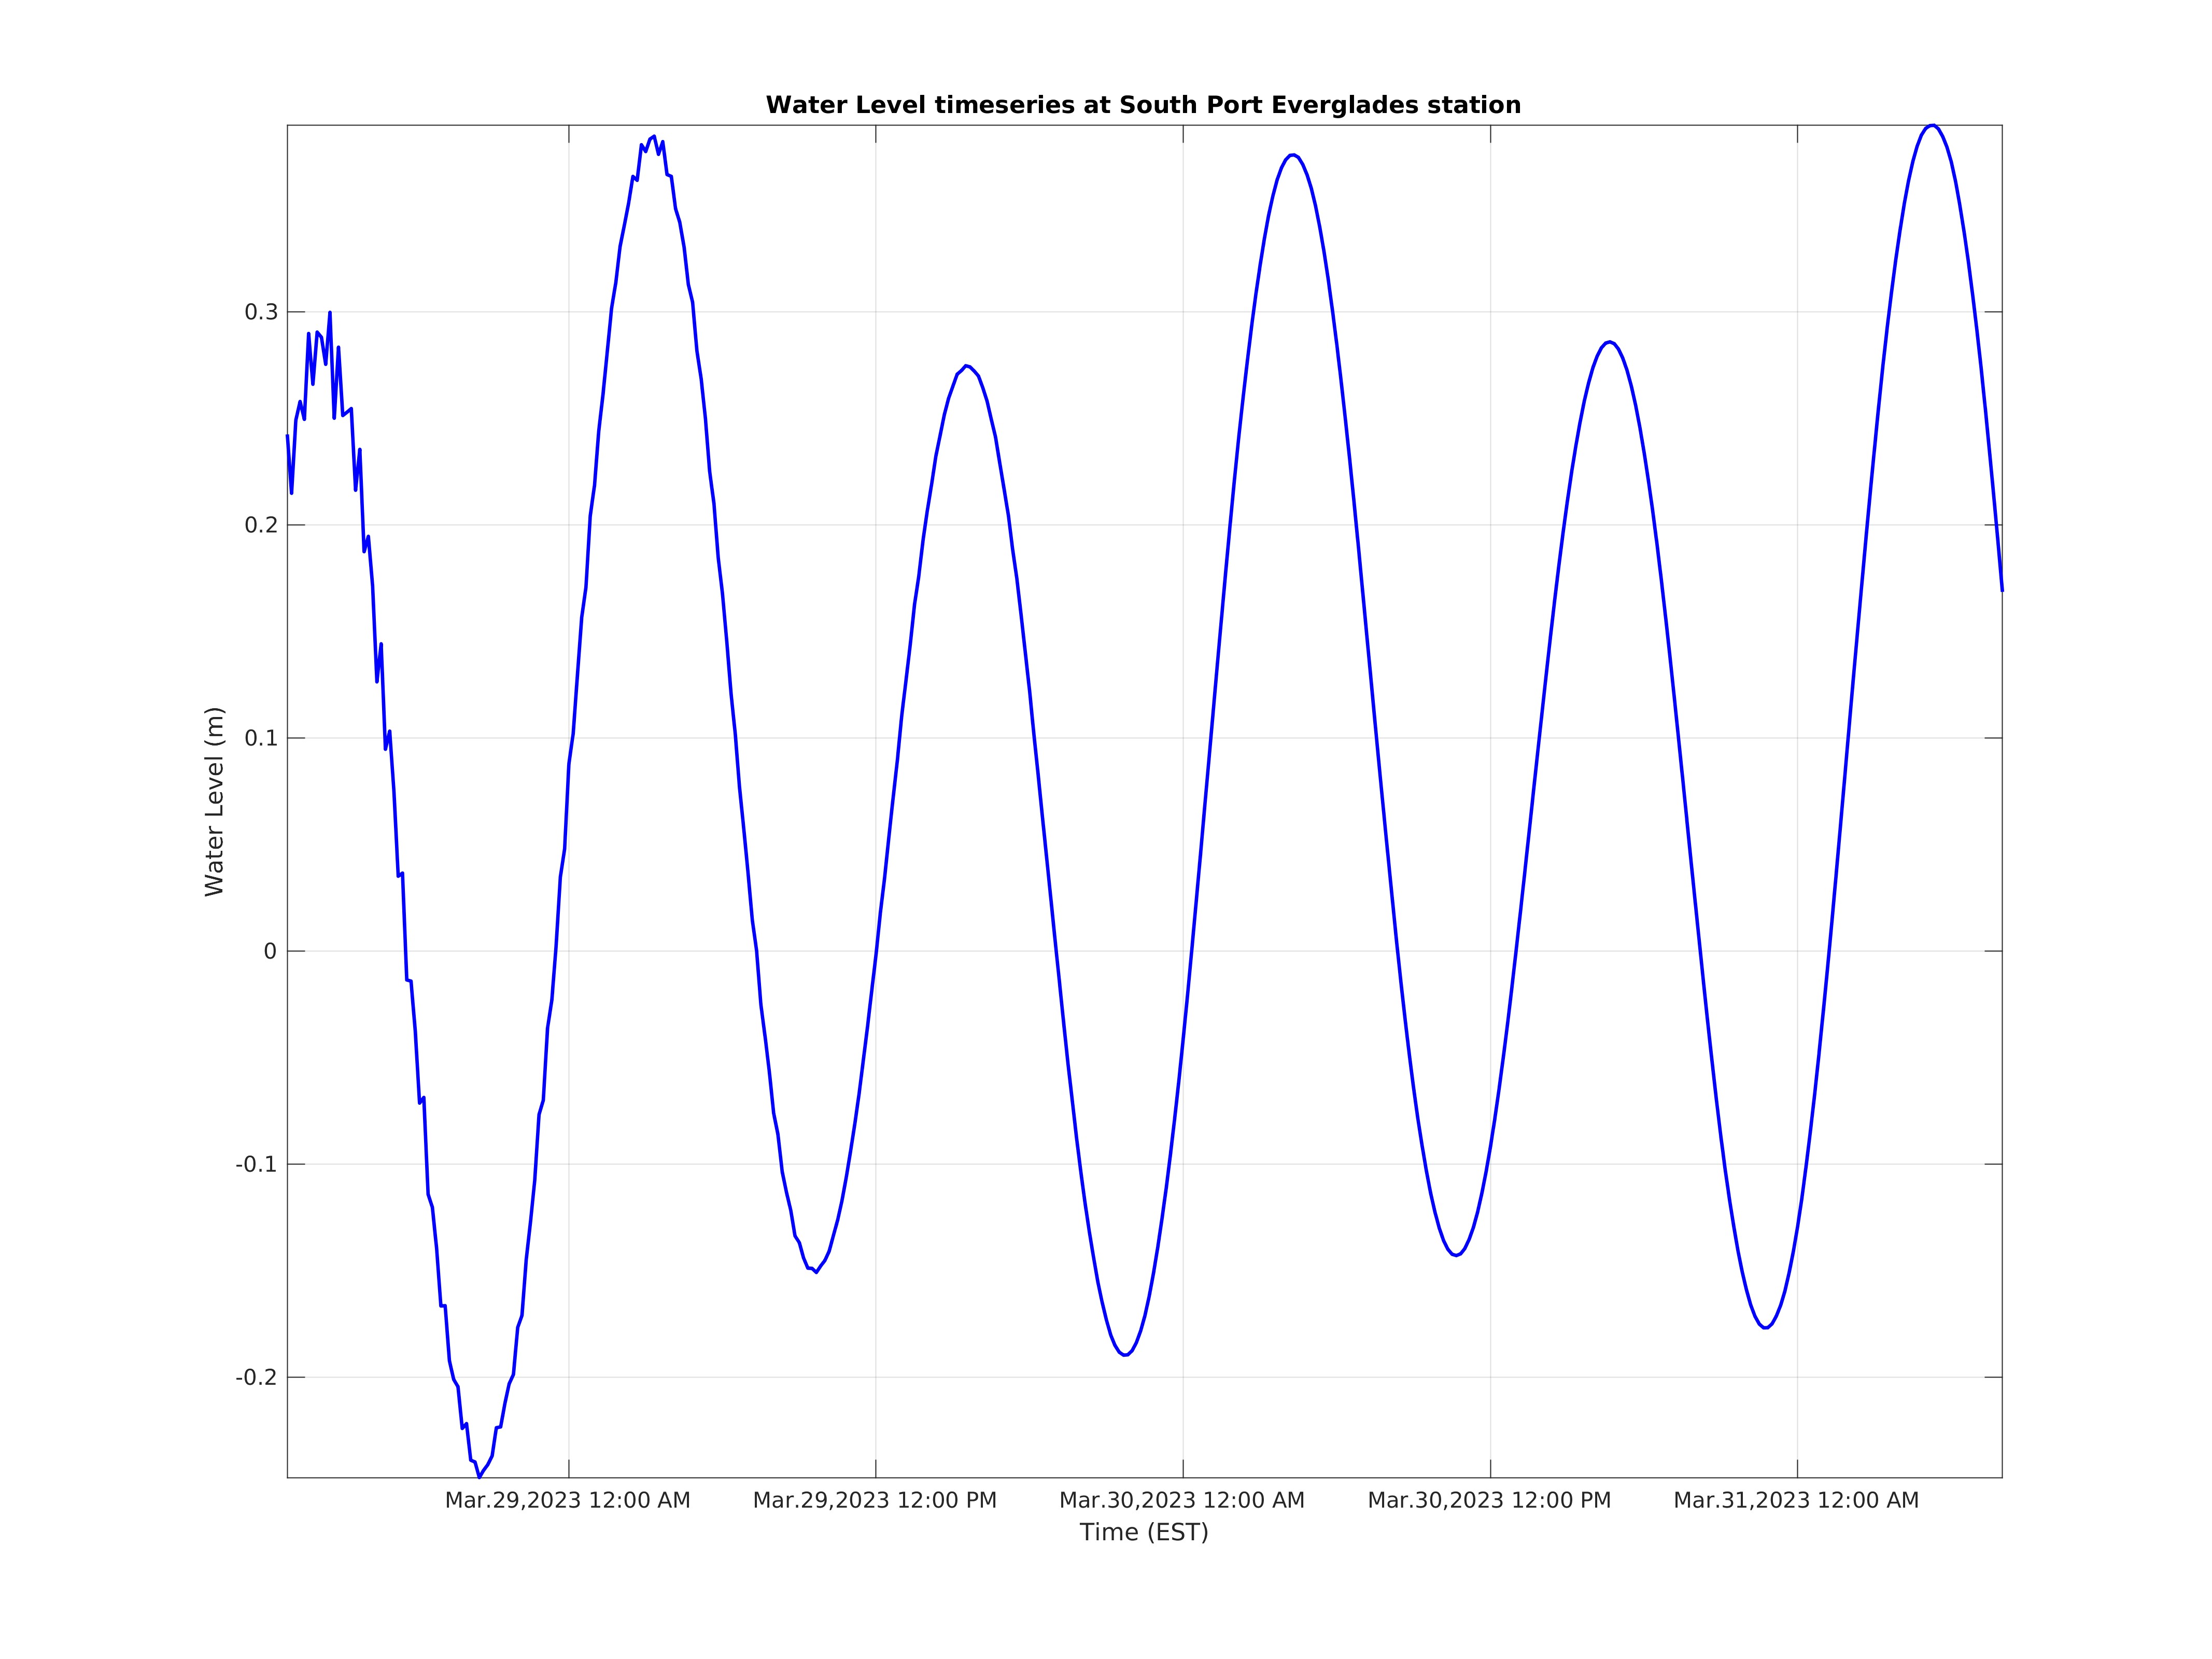 Water Level timeseries at South Port Everglades station
0.3
0.2
0.1
0
-0.1
-0.2
Water Level (m)
Mar.29,2023 12:00 AM
Mar.29,2023 12:00 PM
Mar.30,2023 12:00 AM
Mar.30,2023 12:00 PM
Mar.31,2023 12:00 AM
Time (EST)